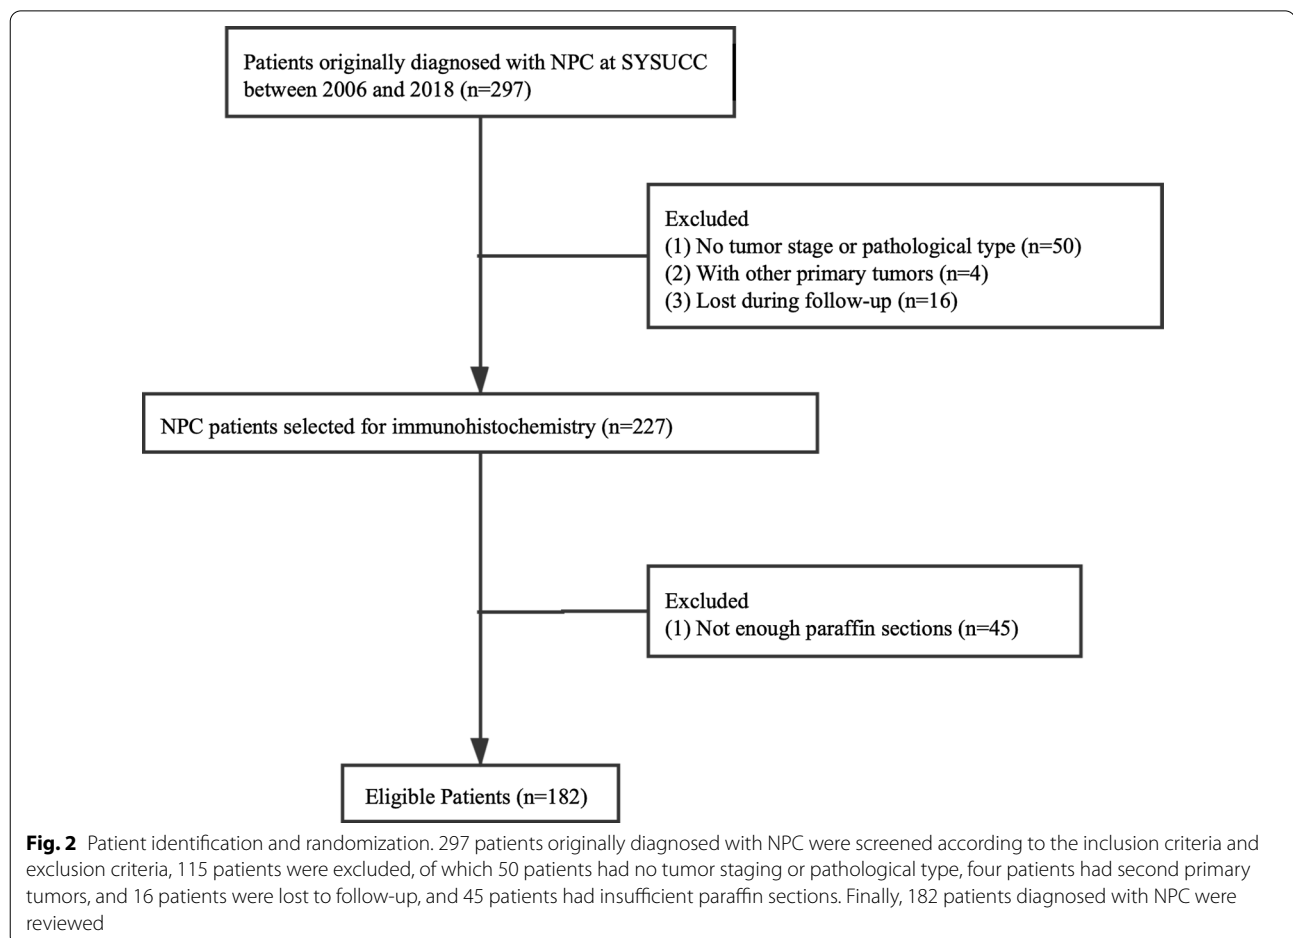 Patients originally diagnosed with NPC at SYSUCC
between 2006 and 2018 (n=297)
Excluded
(1) No tumor stage or pathological type (n=50)
(2) With other primary tumors (n=4)
(3) Lost during follow-up (n=16)
NPC patients selected for immunohistochemistry (n=227)
Excluded
(1) Not enough paraffin sections (n=45)
Eligible Patients (n=182)
Fig. 2 Patient identification and randomization. 297 patients originally diagnosed with NPC were screened according to the inclusion criteria and
exclusion criteria, 115 patients were excluded, of which 50 patients had no tumor staging or pathological type, four patients had second primary
tumors, and 16 patients were lost to follow-up, and 45 patients had insufficient paraffin sections. Finally, 182 patients diagnosed with NPC were
reviewed